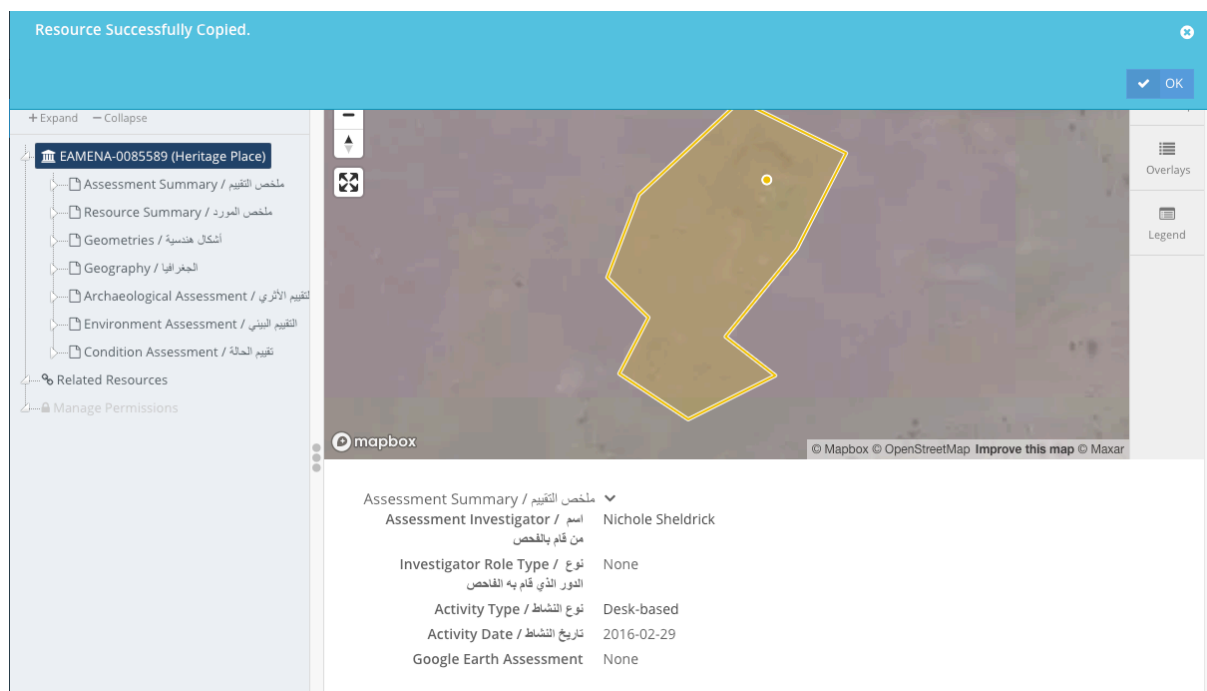 Resource Successfully Copied.
OK
+ Expand − Collapse
EAMENA-0085589 (Heritage Place)
Assessment Summary / ملخص التقييم
Resource Summary / ملخص المورد
Geometries / أشكال هندسية
Geography / الجغرافيا
Archaeological Assessment / لتقييم الأثري
Environment Assessment / التقييم البيئي
Condition Assessment / تقييم الحالة
Related Resources
Manage Permissions
Overlays
Legend
mapbox
© Mapbox © OpenStreetMap Improve this map © Maxar
Assessment Summary / ملخص التقييم
Assessment Investigator / اسم Nichole Sheldrick
من قام بالفحص
Investigator Role Type / نوع None
الدور الذي قام به الفاحص
Activity Type / نوع النشاط Desk-based
Activity Date / تاريخ النشاط 2016-02-29
Google Earth Assessment None